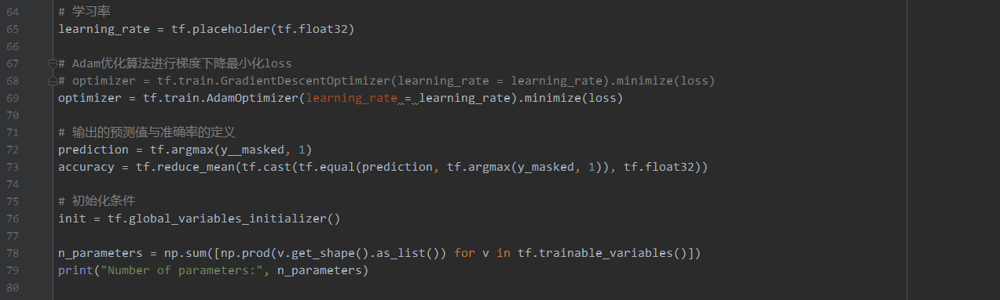 64 # 学习率
65 learning_rate = tf.placeholder(tf.float32)
66
67 # Adam优化算法进行梯度下降最小化loss
68 # optimizer = tf.train.GradientDescentOptimizer(learning_rate = learning_rate).minimize(loss)
69 optimizer = tf.train.AdamOptimizer(learning_rate = learning_rate).minimize(loss)
70
71 # 输出的预测值与准确率的定义
72 prediction = tf.argmax(y__masked, 1)
73 accuracy = tf.reduce_mean(tf.cast(tf.equal(prediction, tf.argmax(y_masked, 1)), tf.float32))
74
75 # 初始化条件
76 init = tf.global_variables_initializer()
77
78 n_parameters = np.sum([np.prod(v.get_shape().as_list()) for v in tf.trainable_variables()])
79 print("Number of parameters:", n_parameters)
80